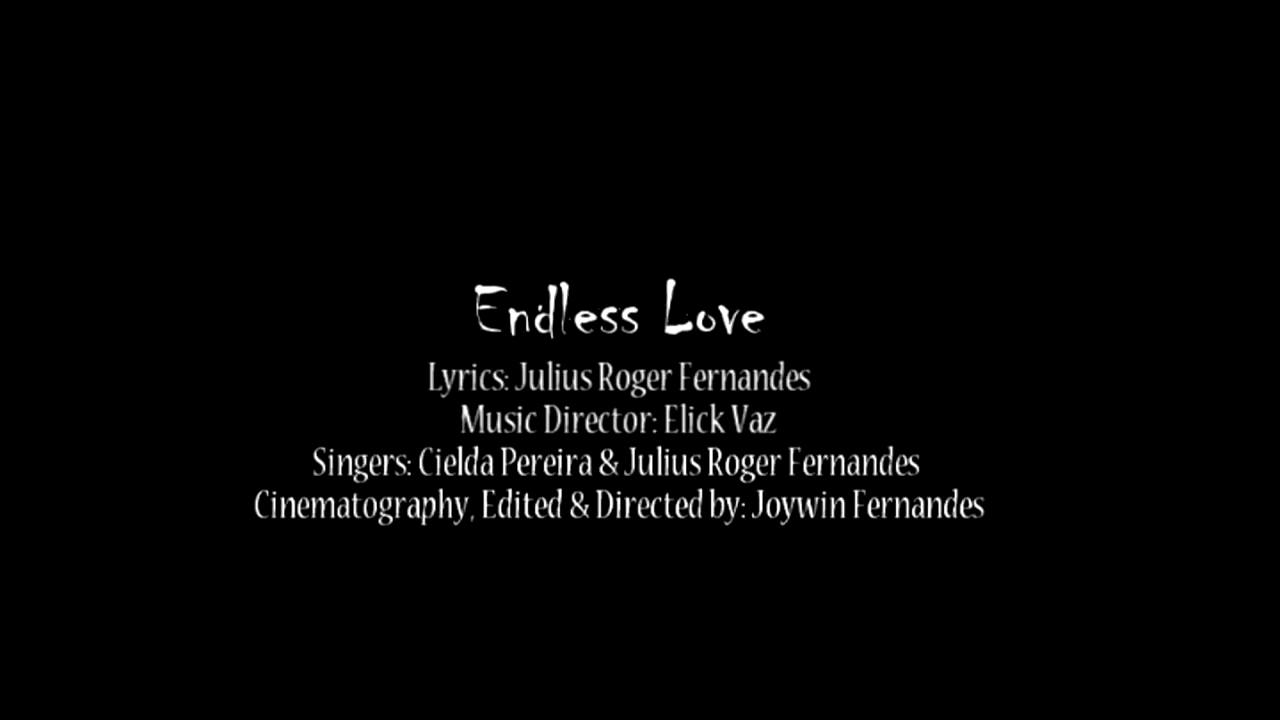 Endless Love
Lyrics: Julius Roger Fernandes
Music Director: Elick Vaz
Singers: Cielda Pereira & Julius Roger Fernandes
Cinematography, Edited & Directed by: Joywin Fernandes